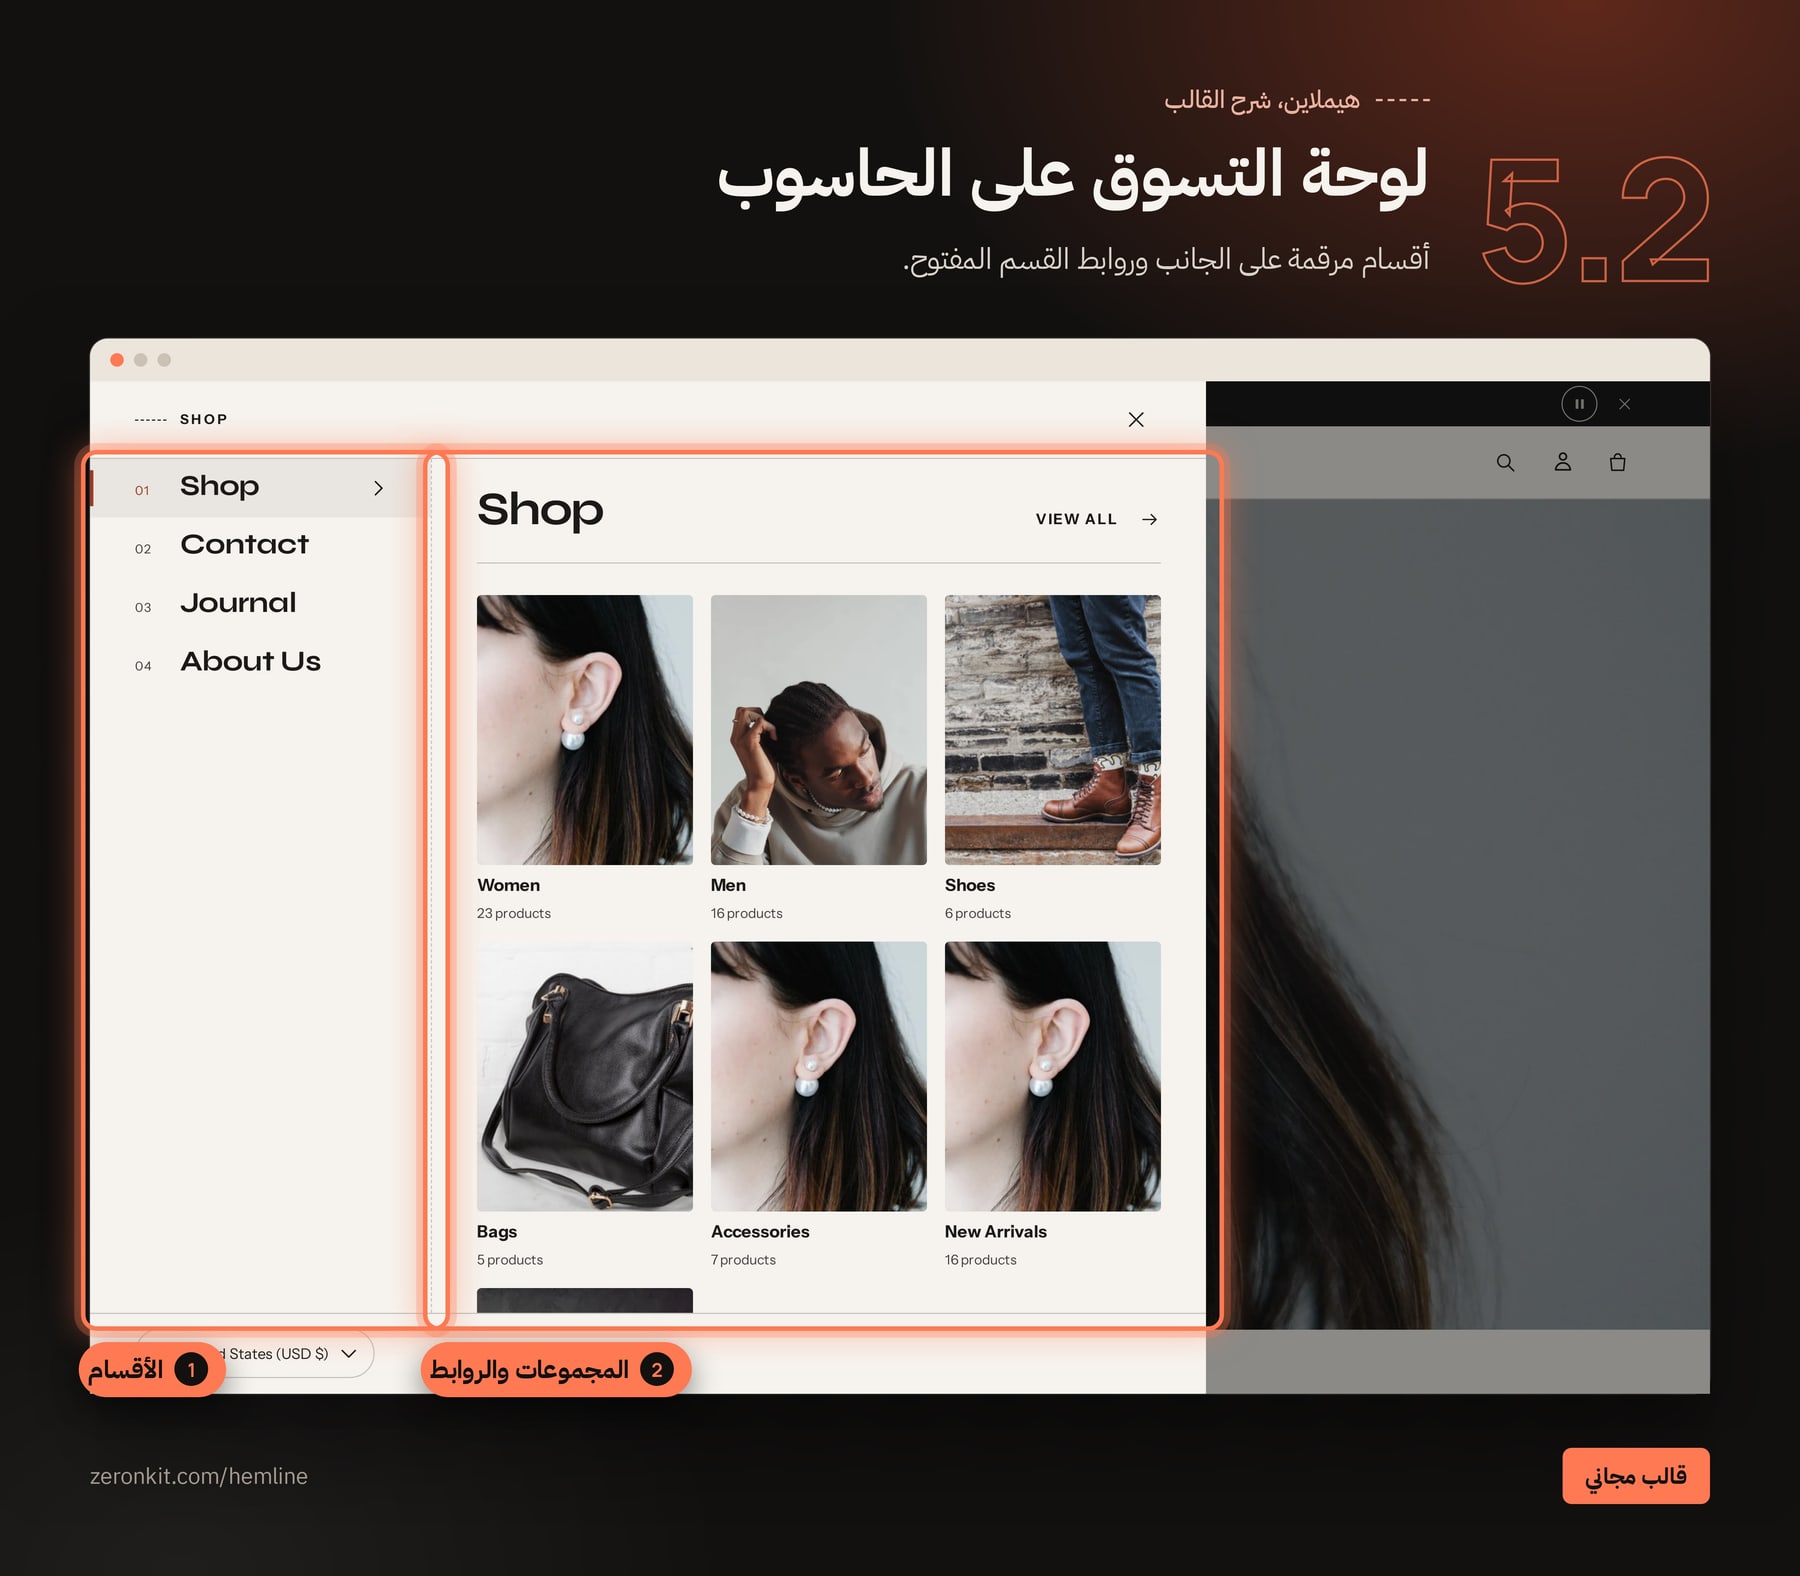 هيملاين، شرح القالب
5.2
لوحة التسوق على الحاسوب
أقسام مرقمة على الجانب وروابط القسم المفتوح.
SHOP
01 Shop
02 Contact
03 Journal
04 About Us
Shop
VIEW ALL
Women
23 products
Men
16 products
Shoes
6 products
Bags
5 products
Accessories
7 products
New Arrivals
16 products
States (USD $)
1 الأقسام
2 المجموعات والروابط
zeronkit.com/hemline
قالب مجاني